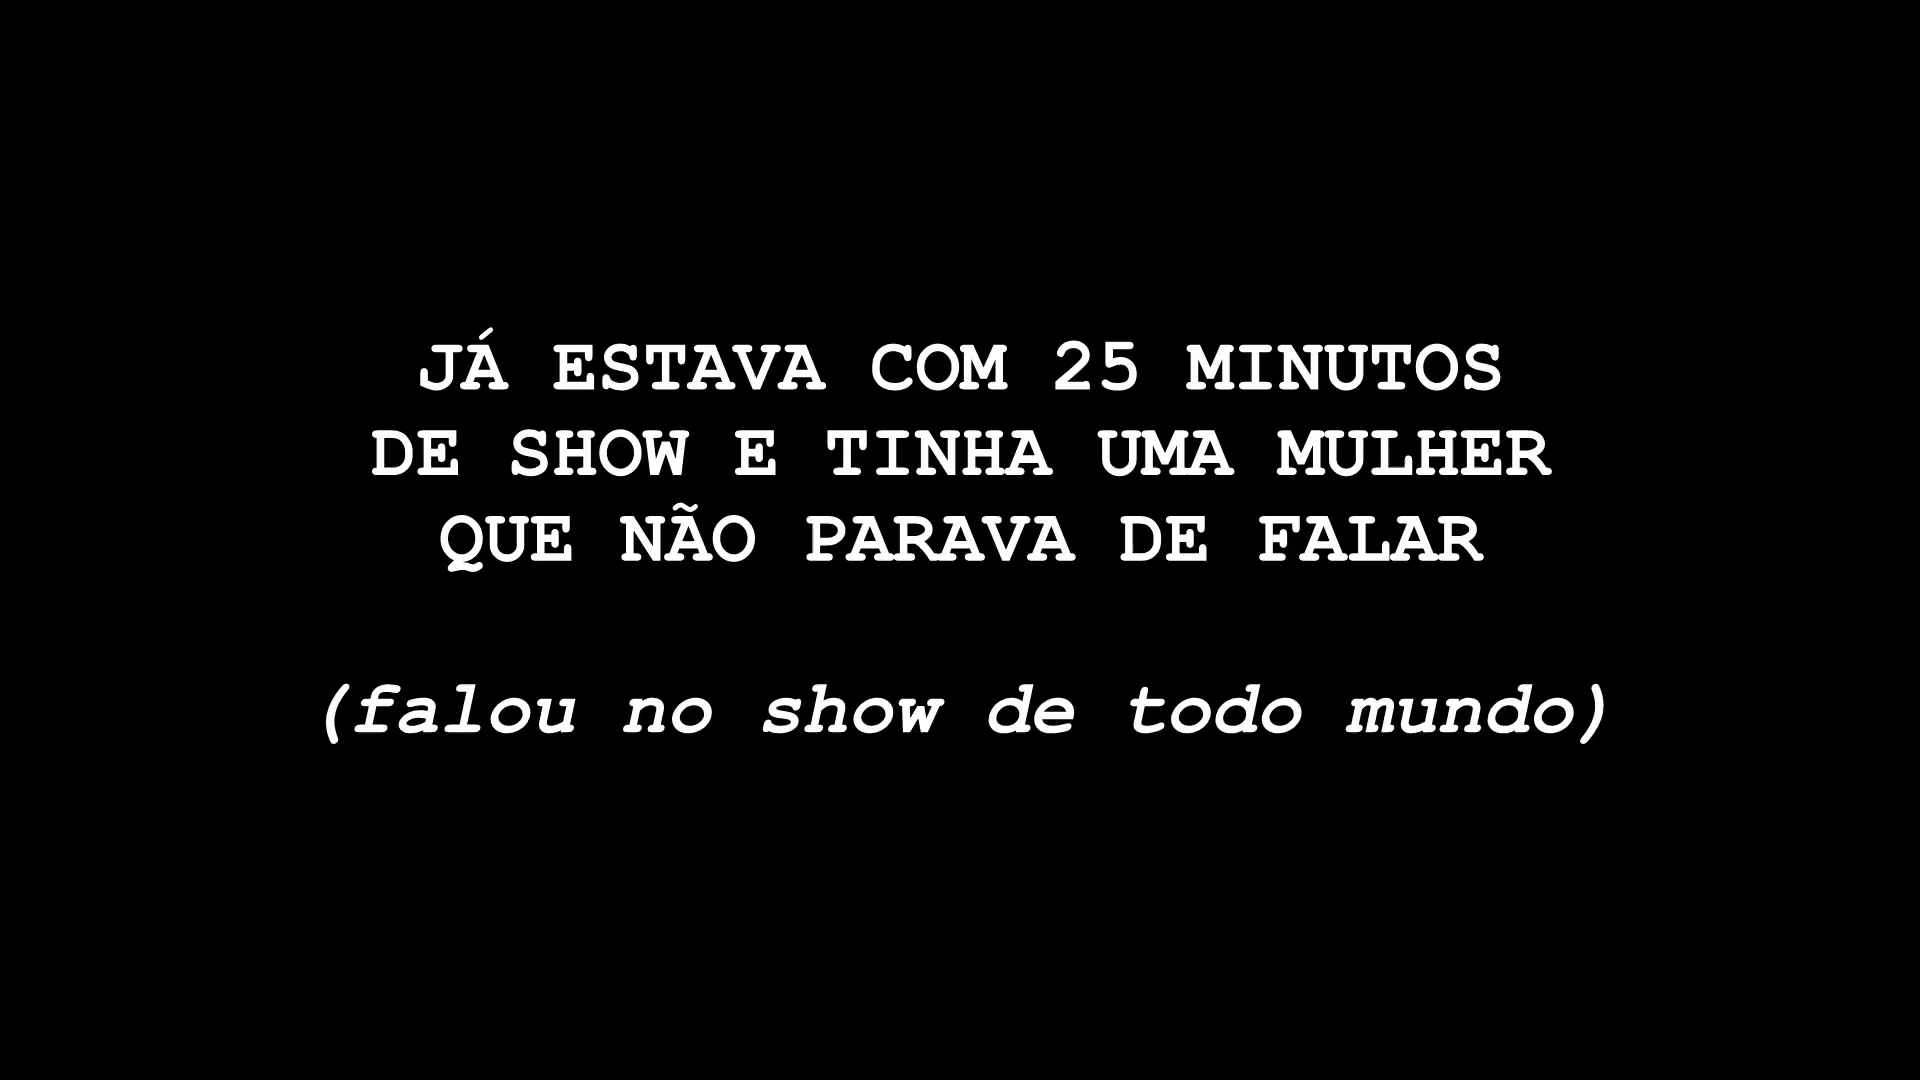 JÁ ESTAVA COM 25 MINUTOS
DE SHOW E TINHA UMA MULHER
QUE NÃO PARAVA DE FALAR
(falou no show de todo mundo)